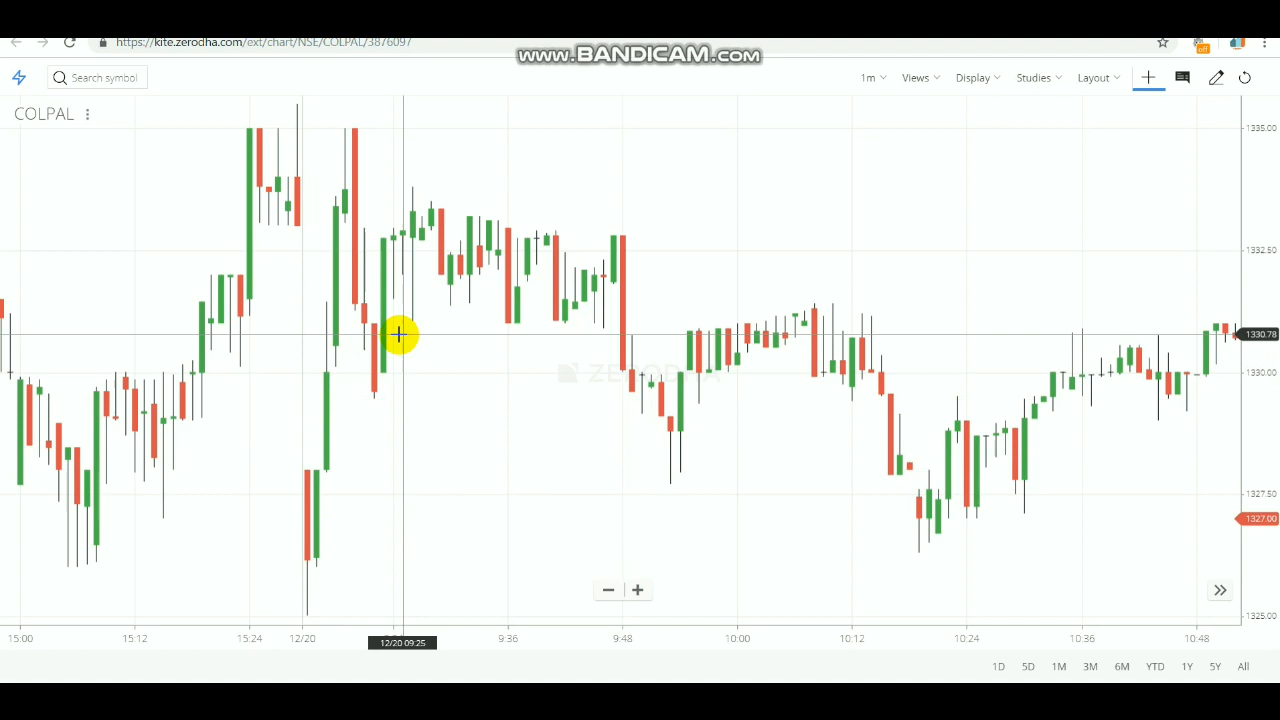 https://kite.zerodha.com/ext/chart/NSE/COLPAL/3876097
www.BANDICAM.com
off
Search symbol
1m Views Display Studies Layout
COLPAL
1335.00
1332.50
1330.78
ZERODHA
1330.00
1327.50
1327.00
1325.00
15:00 15:12 15:24 12/20 9:36 9:48 10:00 10:12 10:24 10:36 10:48
12/20 09:25
1D 5D 1M 3M 6M YTD 1Y 5Y All